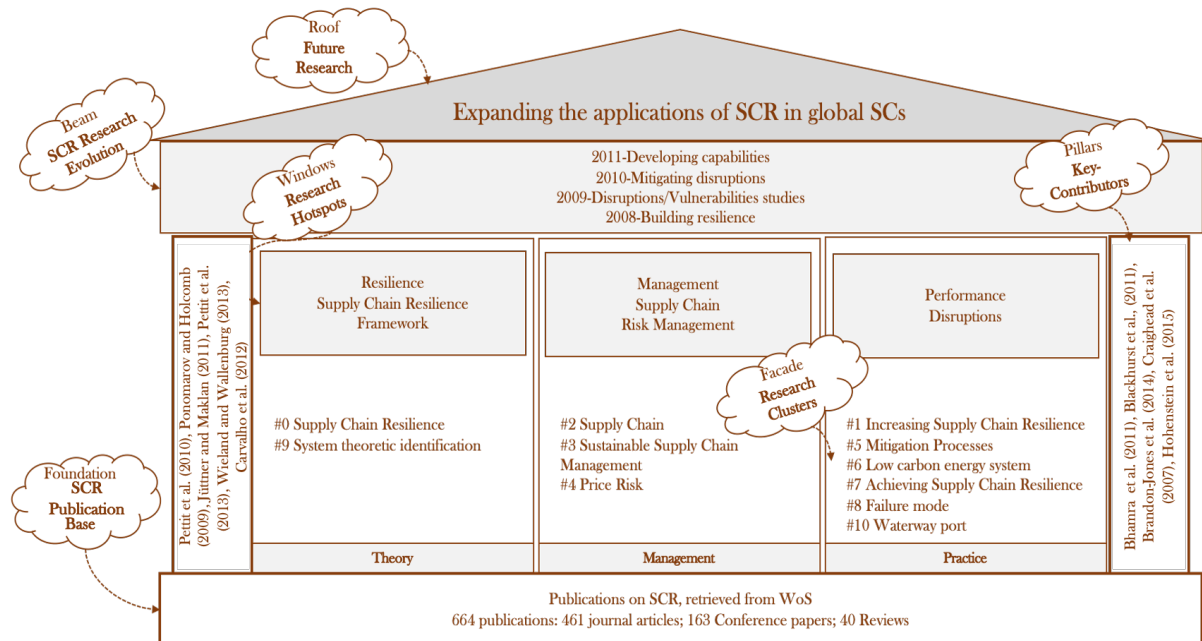 Roof
Future
Research
Expanding the applications of SCR in global SCs
Beam
SCR Research
Evolution
2011-Developing capabilities
2010-Mitigating disruptions
2009-Disruptions/Vulnerabilities studies
2008-Building resilience
Pillars
Key-
Contributors
Windows
Research
Hotspots
Pettit et al. (2010), Ponomarov and Holcomb
(2009), Jüttner and Maklan (2011), Pettit et al.
(2013), Wieland and Wallenburg (2013),
Carvalho et al. (2012)
Resilience
Supply Chain Resilience
Framework
#0 Supply Chain Resilience
#9 System theoretic identification
Theory
Management
Supply Chain
Risk Management
#2 Supply Chain
#3 Sustainable Supply Chain
Management
#4 Price Risk
Management
Facade
Research
Clusters
Performance
Disruptions
#1 Increasing Supply Chain Resilience
#5 Mitigation Processes
#6 Low carbon energy system
#7 Achieving Supply Chain Resilience
#8 Failure mode
#10 Waterway port
Practice
Bhamra et al. (2011), Blackhurst et al., (2011),
Brandon-Jones et al. (2014), Craighead et al.
(2007), Hohenstein et al. (2015)
Foundation
SCR
Publication
Base
Publications on SCR, retrieved from WoS
664 publications: 461 journal articles; 163 Conference papers; 40 Reviews